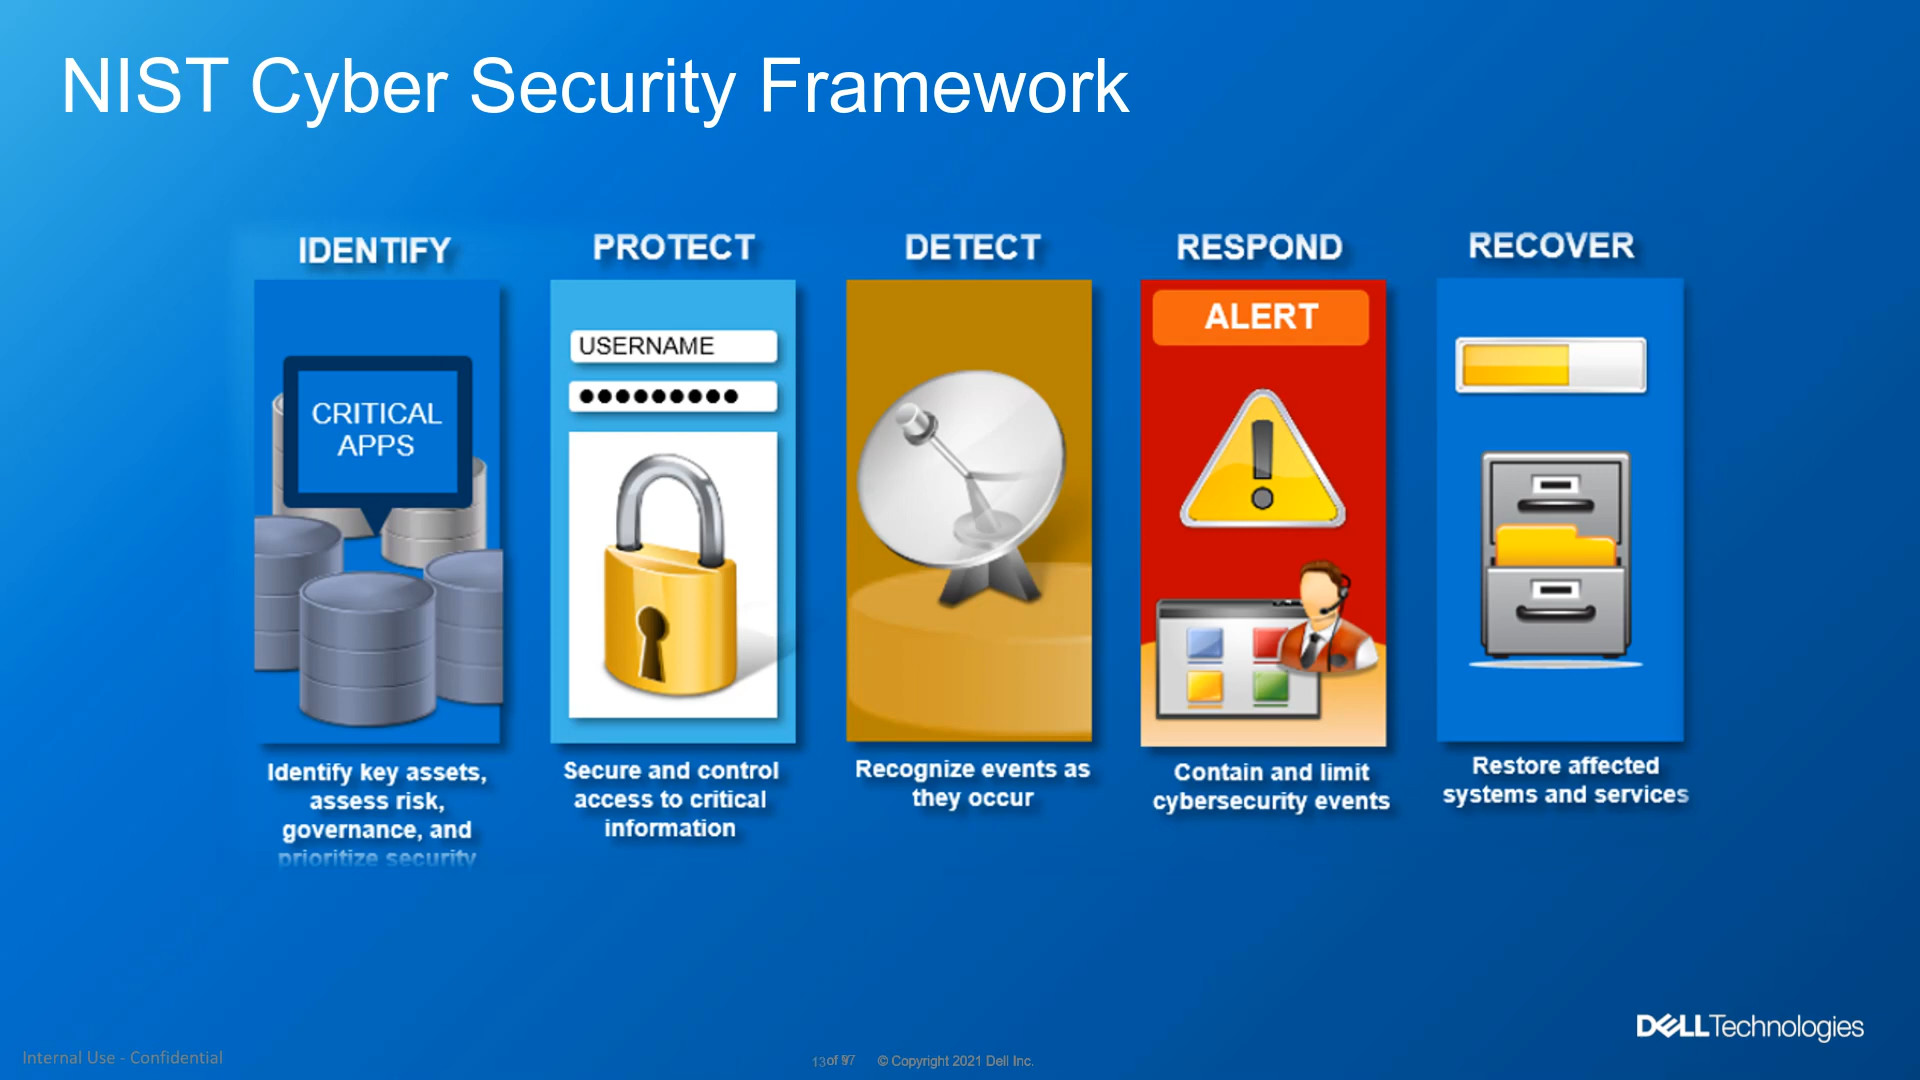 NIST Cyber Security Framework
IDENTIFY
CRITICAL
APPS
Identify key assets,
assess risk,
governance, and
prioritize security
PROTECT
USERNAME
Secure and control
access to critical
information
DETECT
Recognize events as
they occur
RESPOND
ALERT
Contain and limit
cybersecurity events
RECOVER
Restore affected
systems and services
DELLTechnologies
Internal Use - Confidential
13 of
© Copyright 2021 Dell Inc.